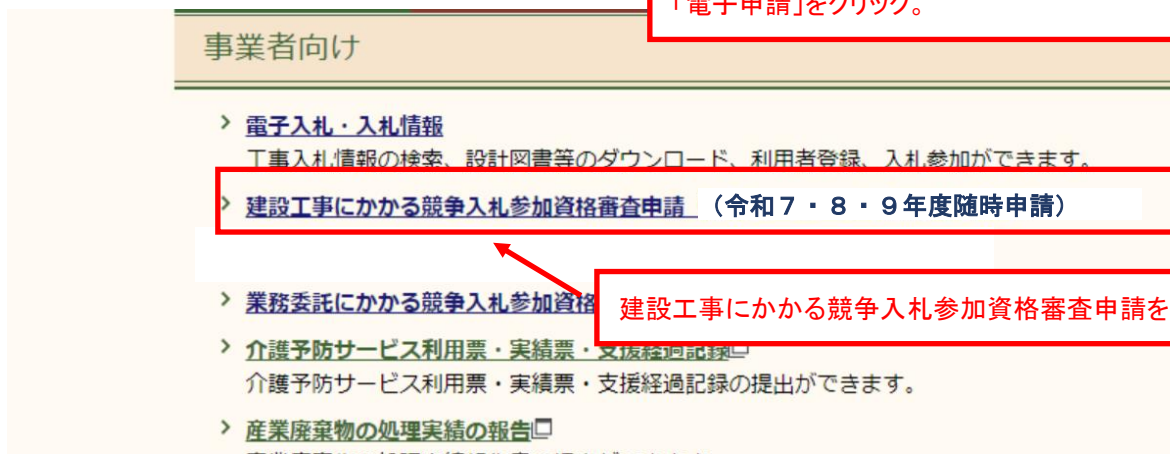 「電子申請」をクリック。
事業者向け
電子入札・入札情報
工事入札情報の検索、設計図書等のダウンロード、利用者登録、入札参加ができます。
建設工事にかかる競争入札参加資格審査申請 (令和７・８・９年度随時申請)
業務委託にかかる競争入札参加資格
建設工事にかかる競争入札参加資格審査申請を
介護予防サービス利用票・実績票・支援経過記録
介護予防サービス利用票・実績票・支援経過記録の提出ができます。
産業廃棄物の処理実績の報告